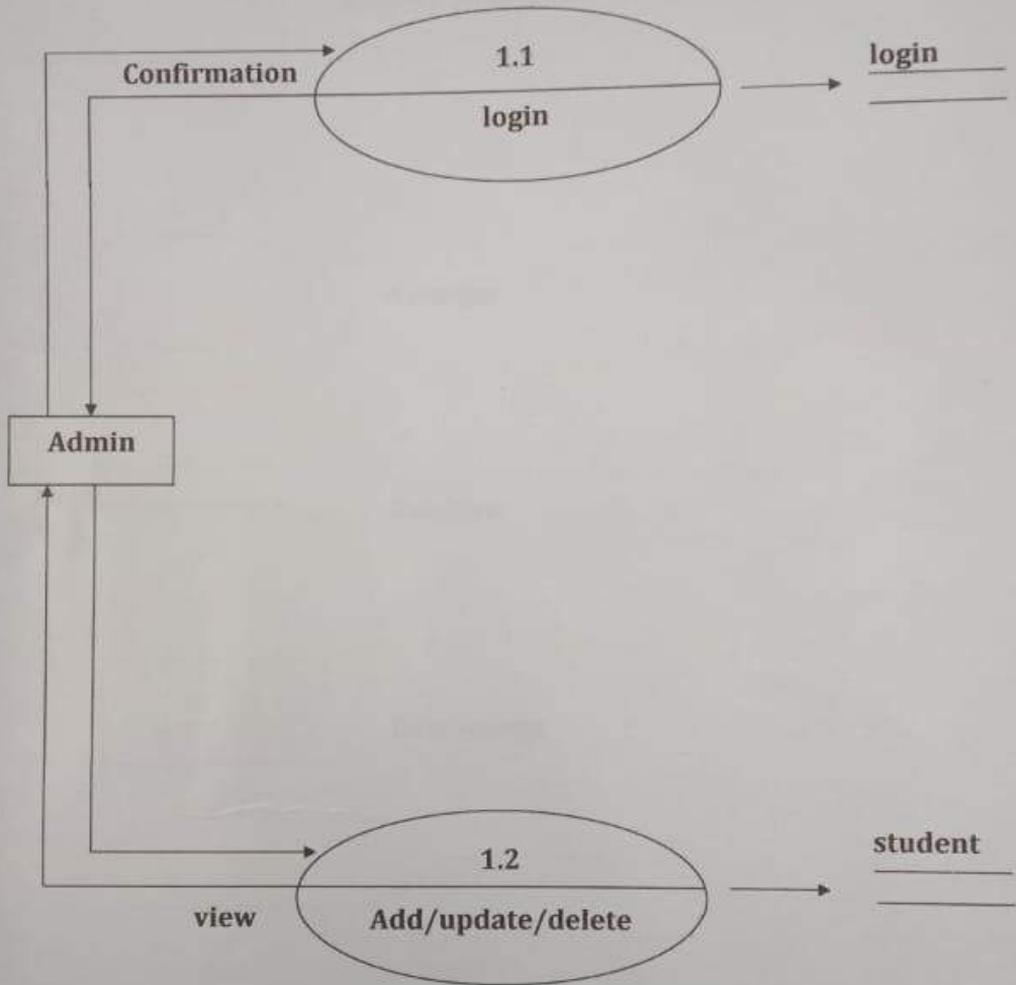 1.1
login
Confirmation
login
Admin
1.2
student
view
Add/update/delete